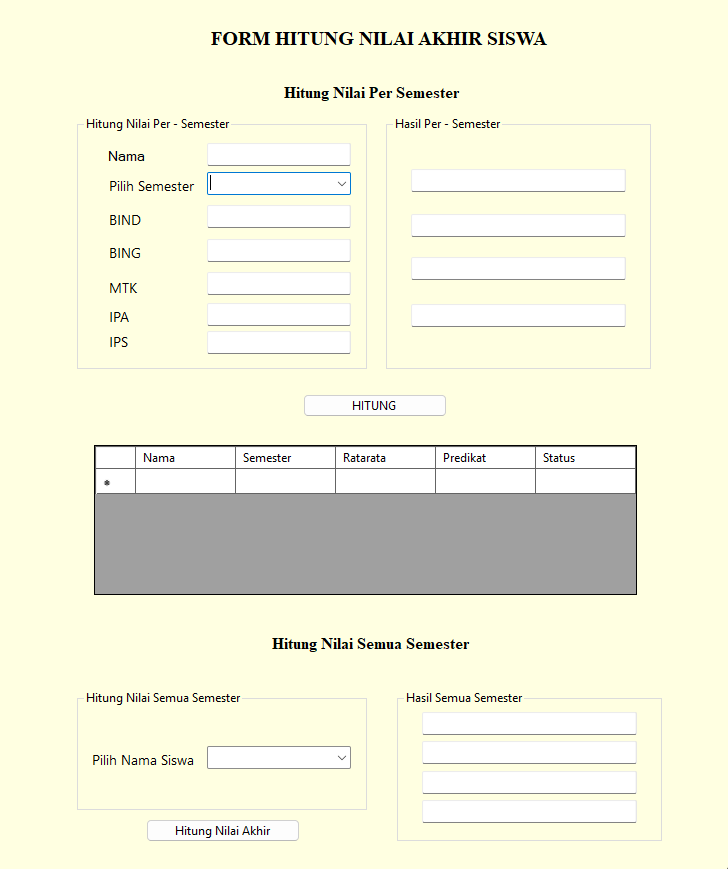 FORM HITUNG NILAI AKHIR SISWA
Hitung Nilai Per Semester
Hitung Nilai Per - Semester
Nama
Pilih Semester
BIND
BING
MTK
IPA
IPS
Hasil Per - Semester
HITUNG
Nama Semester Ratarata Predikat Status
*
Hitung Nilai Semua Semester
Hitung Nilai Semua Semester
Pilih Nama Siswa
Hitung Nilai Akhir
Hasil Semua Semester